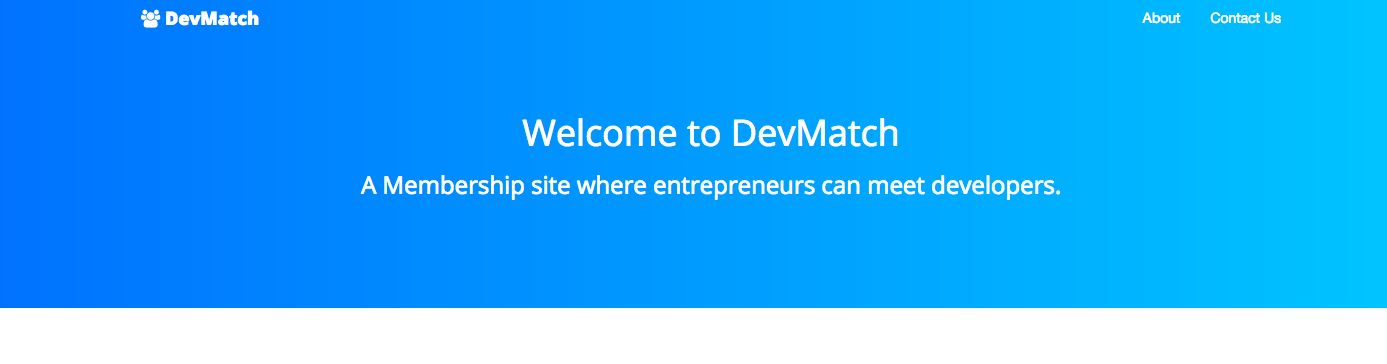 DevMatch
About
Contact Us
Welcome to DevMatch
A Membership site where entrepreneurs can meet developers.